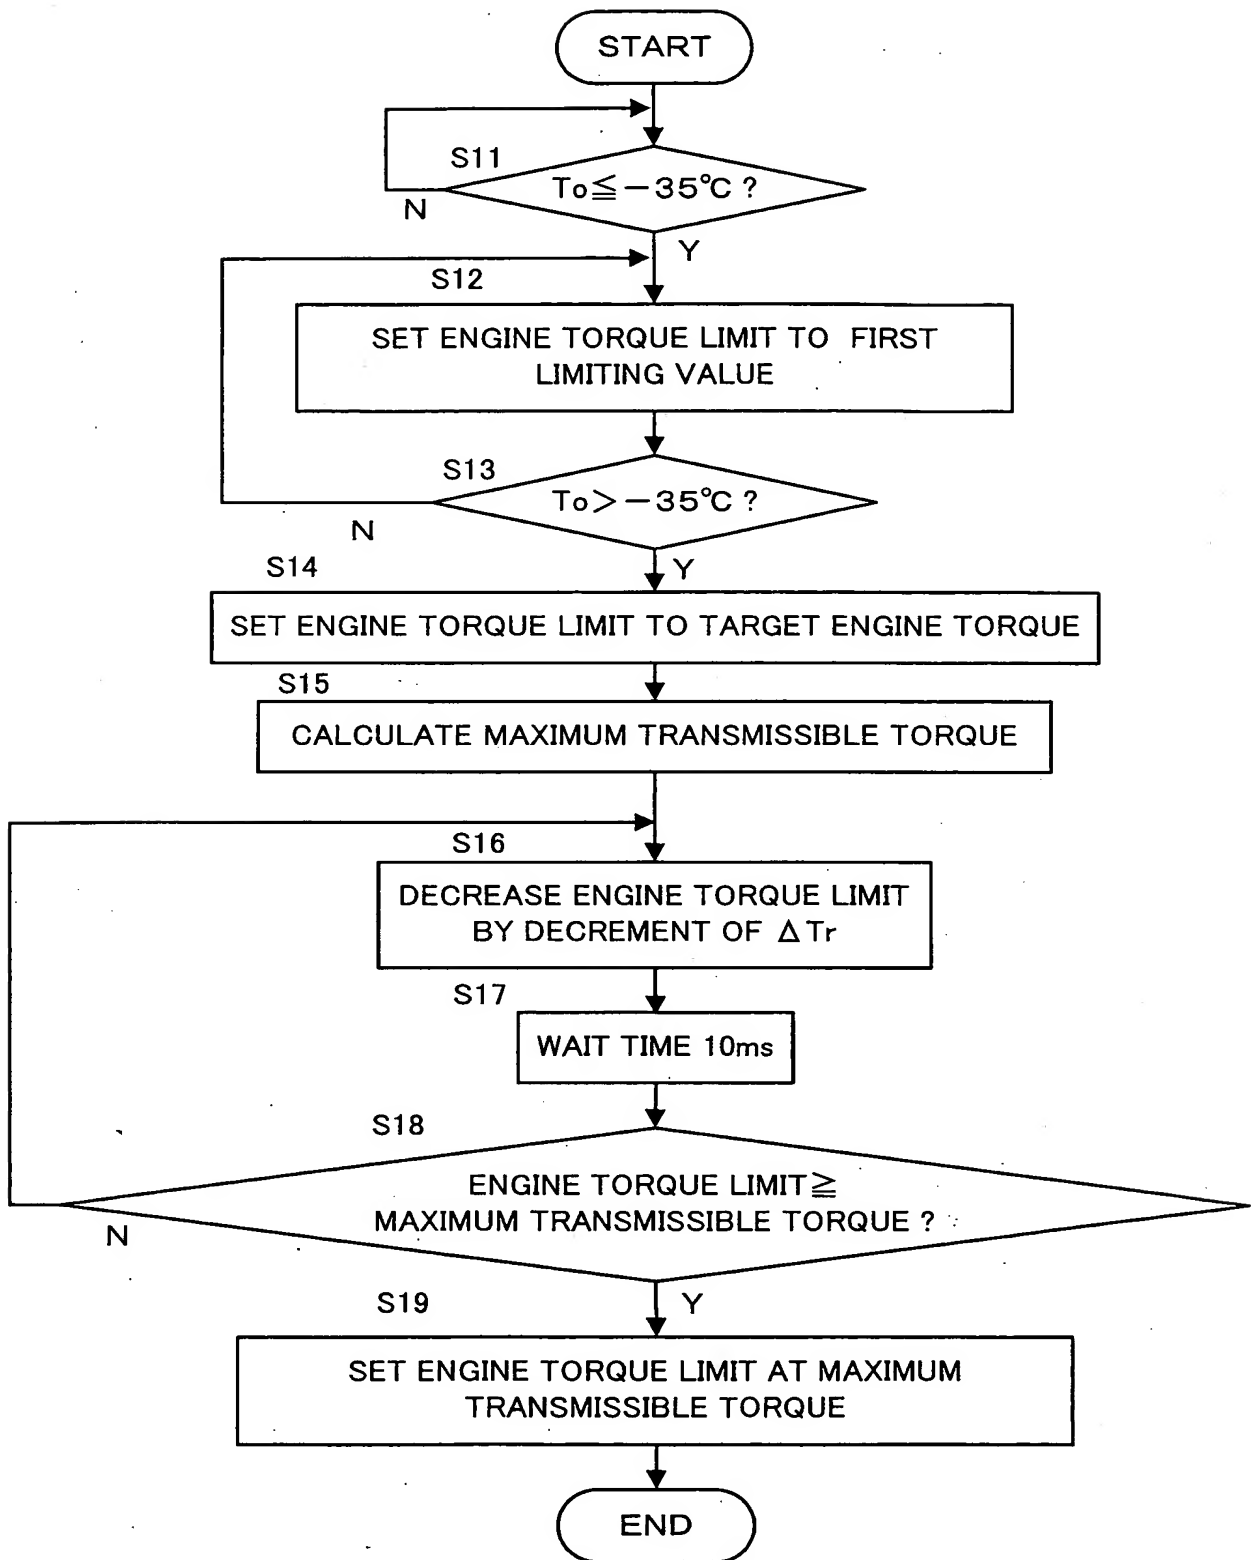 START
S11
To≦−35℃ ?
N
Y
S12
SET ENGINE TORQUE LIMIT TO FIRST
LIMITING VALUE
S13
To>−35℃ ?
N
Y
S14
SET ENGINE TORQUE LIMIT TO TARGET ENGINE TORQUE
S15
CALCULATE MAXIMUM TRANSMISSIBLE TORQUE
S16
DECREASE ENGINE TORQUE LIMIT
BY DECREMENT OF ΔTr
S17
WAIT TIME 10ms
S18
ENGINE TORQUE LIMIT≧
MAXIMUM TRANSMISSIBLE TORQUE ?
N
S19
Y
SET ENGINE TORQUE LIMIT AT MAXIMUM
TRANSMISSIBLE TORQUE
END